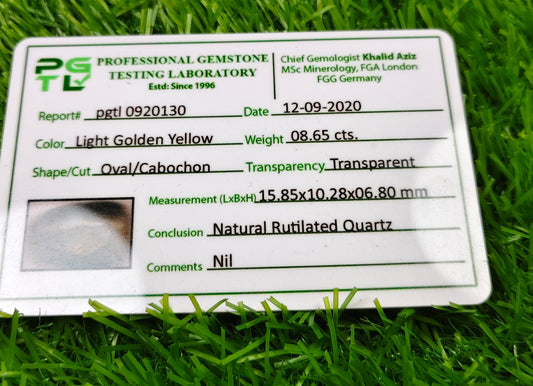 PGTL
PROFESSIONAL GEMSTONE
TESTING LABORATORY
Estd: Since 1996
Chief Gemologist Khalid Aziz
MSc Minerology, FGA London
FGG Germany
Report# pgtl 0920130 Date 12-09-2020
Color Light Golden Yellow Weight 08.65 cts.
Shape/Cut Oval/Cabochon Transparency Transparent
Measurement (LxBxH) 15.85x10.28x06.80 mm
Conclusion Natural Rutilated Quartz
Comments Nil